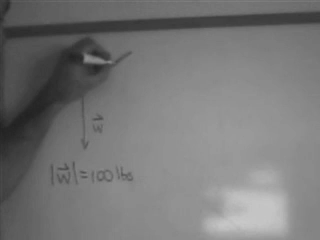 w⃗
|w⃗| = 100 lbs